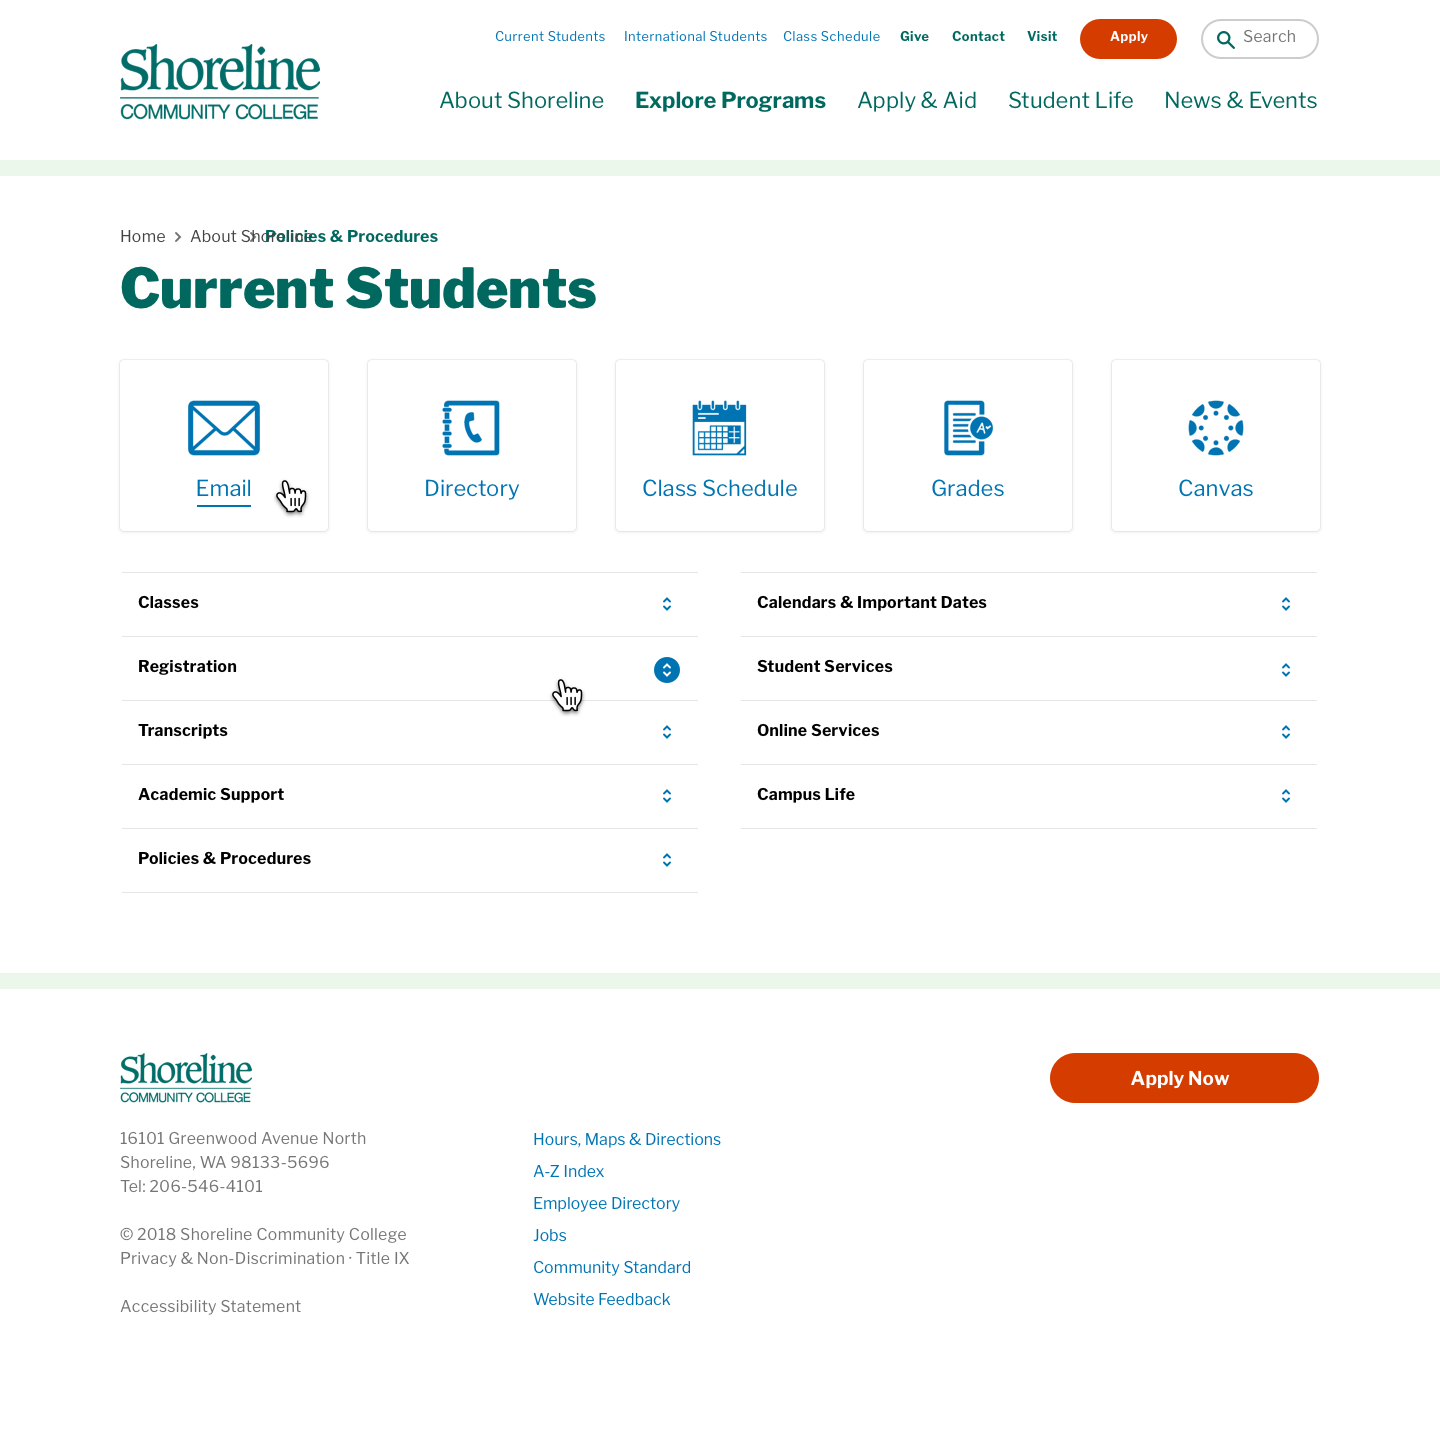 Current Students International Students Class Schedule Give Contact Visit Apply Search
Shoreline
COMMUNITY COLLEGE
About Shoreline Explore Programs Apply & Aid Student Life News & Events
Home > About Shoreline > Policies & Procedures
Current Students
Email Directory Class Schedule Grades Canvas
Classes
Registration
Transcripts
Academic Support
Policies & Procedures
Calendars & Important Dates
Student Services
Online Services
Campus Life
Shoreline
COMMUNITY COLLEGE
16101 Greenwood Avenue North
Shoreline, WA 98133-5696
Tel: 206-546-4101
© 2018 Shoreline Community College
Privacy & Non-Discrimination · Title IX
Accessibility Statement
Hours, Maps & Directions
A-Z Index
Employee Directory
Jobs
Community Standard
Website Feedback
Apply Now